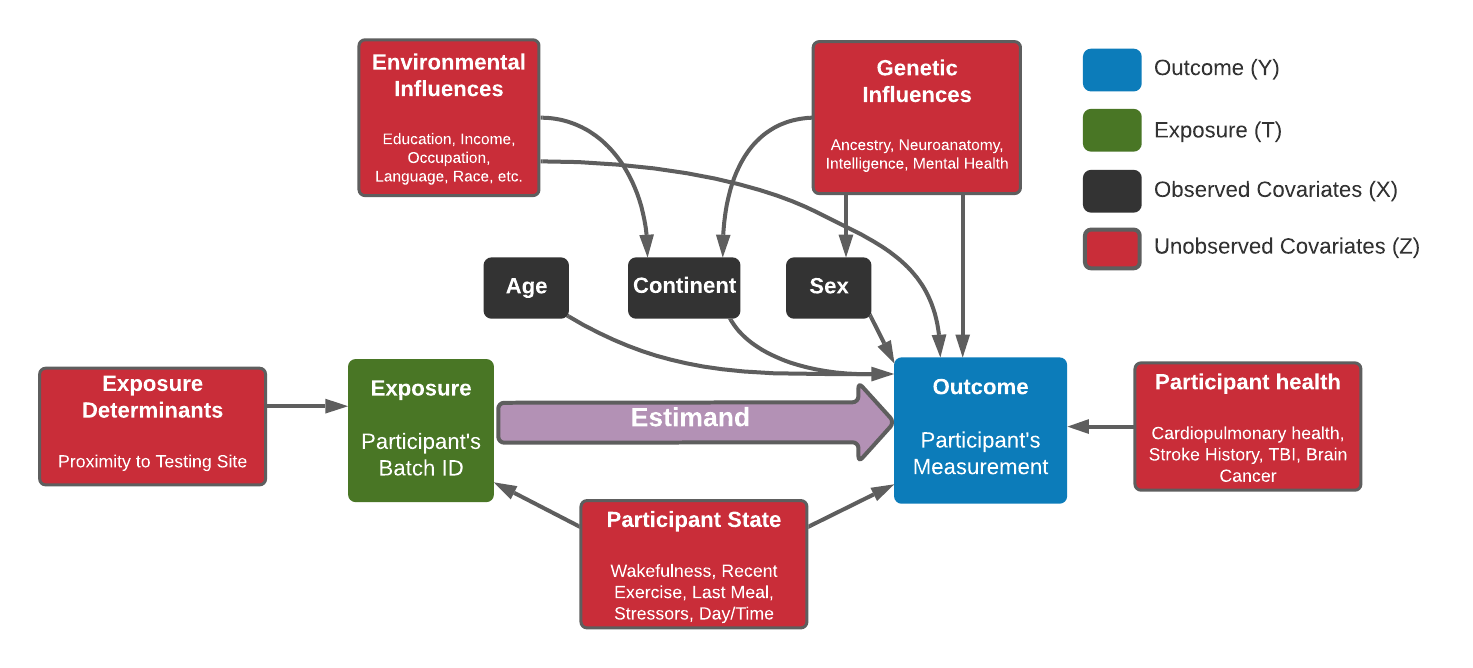 Environmental
Influences
Education, Income,
Occupation,
Language, Race, etc.
Genetic
Influences
Ancestry, Neuroanatomy,
Intelligence, Mental Health
Outcome (Y)
Exposure (T)
Observed Covariates (X)
Unobserved Covariates (Z)
Age
Continent
Sex
Exposure
Determinants
Proximity to Testing Site
Exposure
Participant's
Batch ID
Estimand
Outcome
Participant's
Measurement
Participant health
Cardiopulmonary health,
Stroke History, TBI, Brain
Cancer
Participant State
Wakefulness, Recent
Exercise, Last Meal,
Stressors, Day/Time